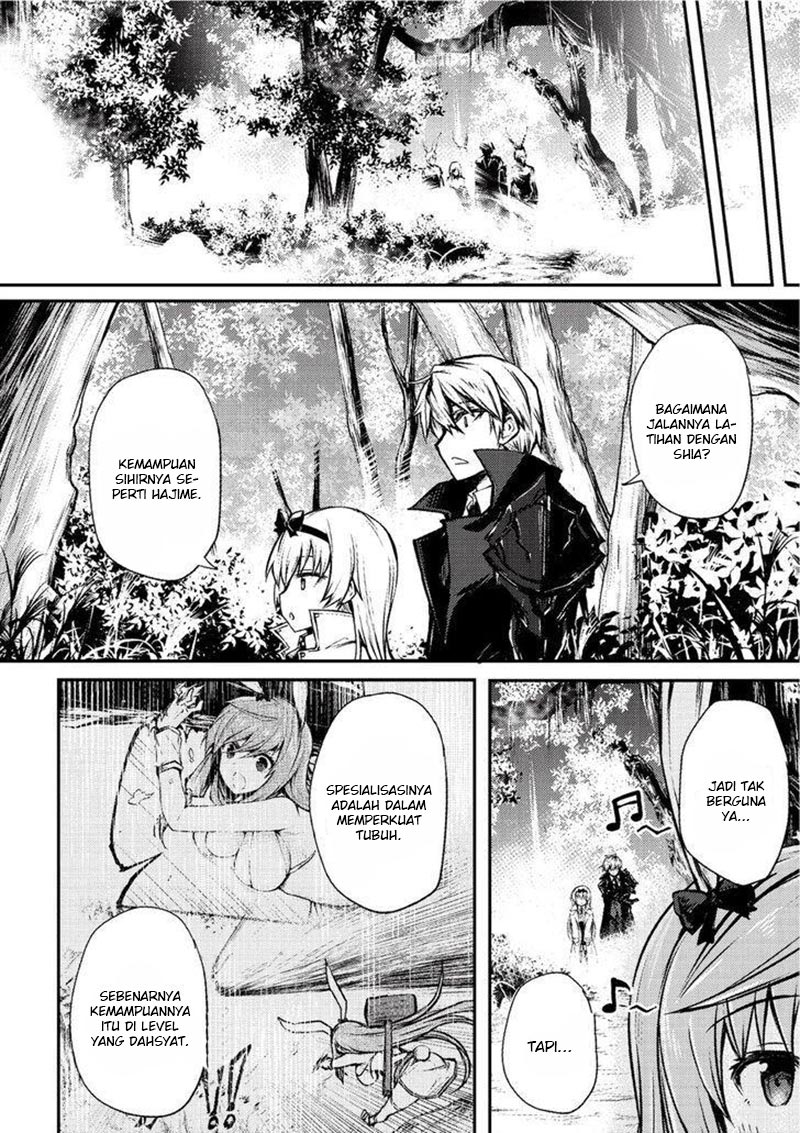 BAGAIMANA
JALANNYA LA-
TIHAN DENGAN
SHIA?
KEMAMPUAN
SIHIRNYA SE-
PERTI HAJIME.
JADI TAK
BERGUNA
YA...
TAPI...
SPESIALISASINYA
ADALAH DALAM
MEMPERKUAT
TUBUH.
SEBENARNYA
KEMAMPUANNYA
ITU DI LEVEL
YANG DAHSYAT.
!!